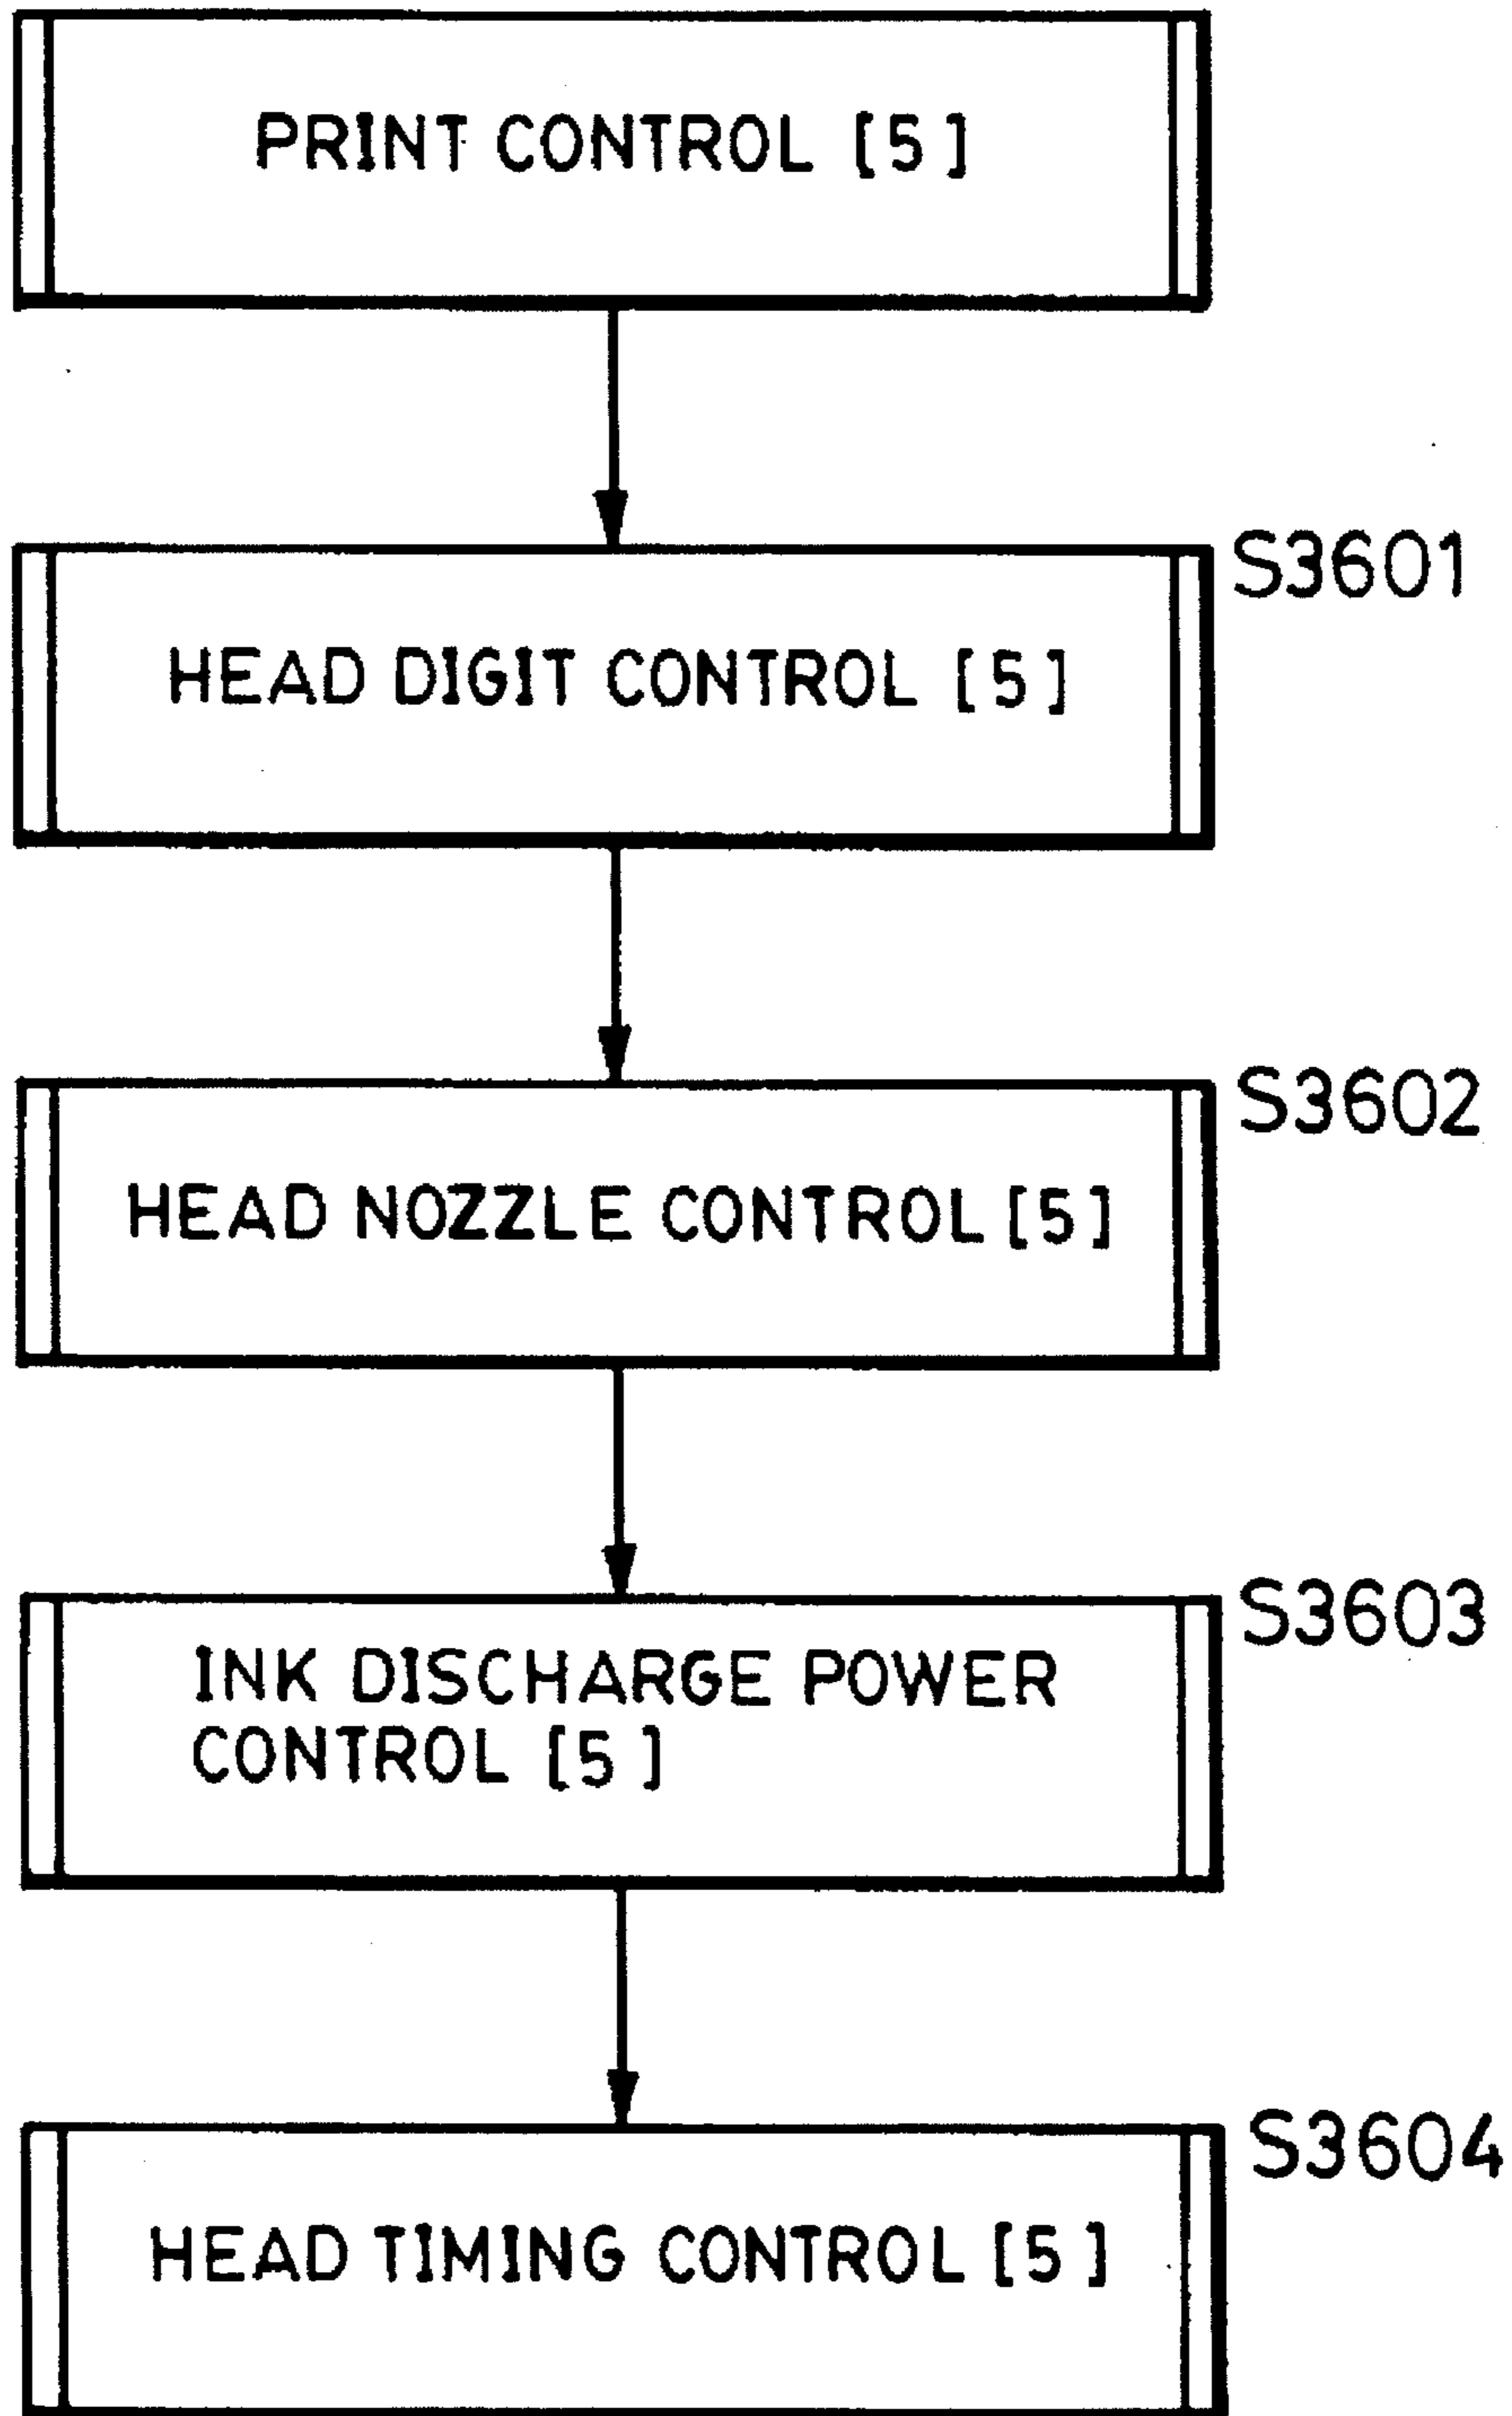 PRINT CONTROL [5]
S3601
HEAD DIGIT CONTROL [5]
S3602
HEAD NOZZLE CONTROL [5]
S3603
INK DISCHARGE POWER
CONTROL [5]
S3604
HEAD TIMING CONTROL [5]